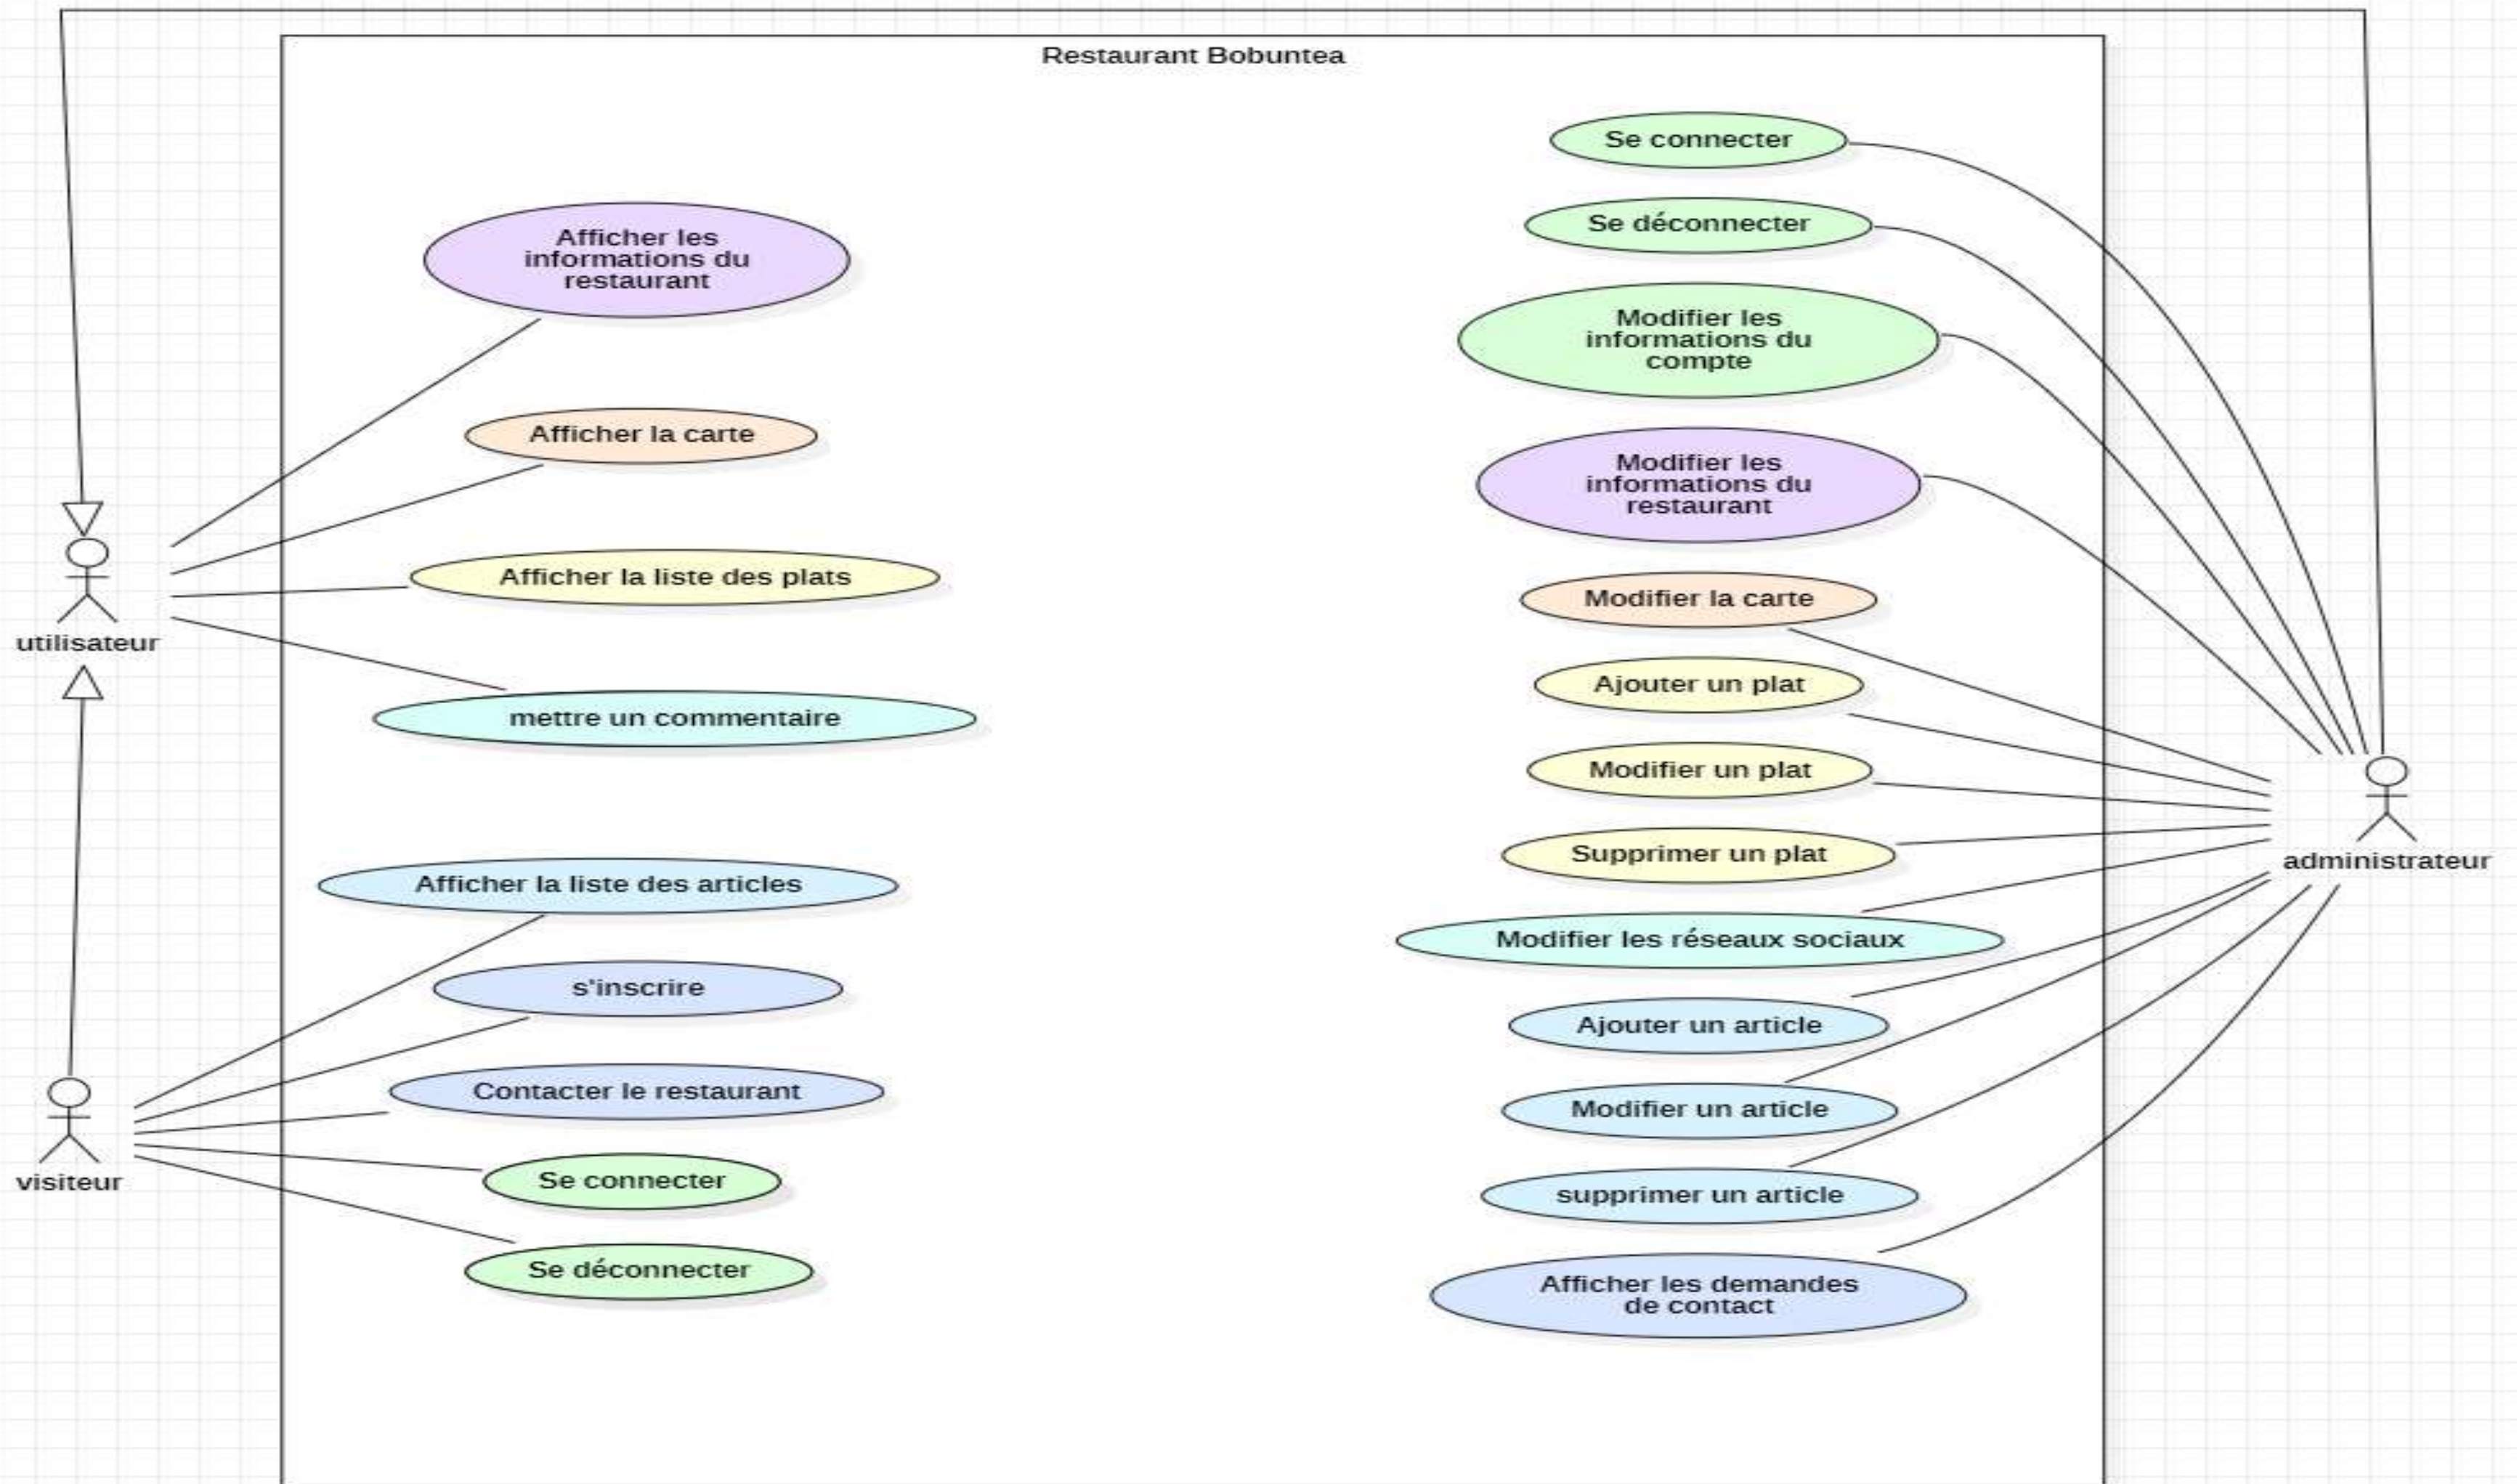 Restaurant Bobuntea
Afficher les
informations du
restaurant
Afficher la carte
Afficher la liste des plats
utilisateur
mettre un commentaire
Afficher la liste des articles
s'inscrire
Contacter le restaurant
Se connecter
visiteur
Se déconnecter
Se connecter
Se déconnecter
Modifier les
informations du
compte
Modifier les
informations du
restaurant
Modifier la carte
Ajouter un plat
Modifier un plat
Supprimer un plat
administrateur
Modifier les réseaux sociaux
Ajouter un article
Modifier un article
supprimer un article
Afficher les demandes
de contact